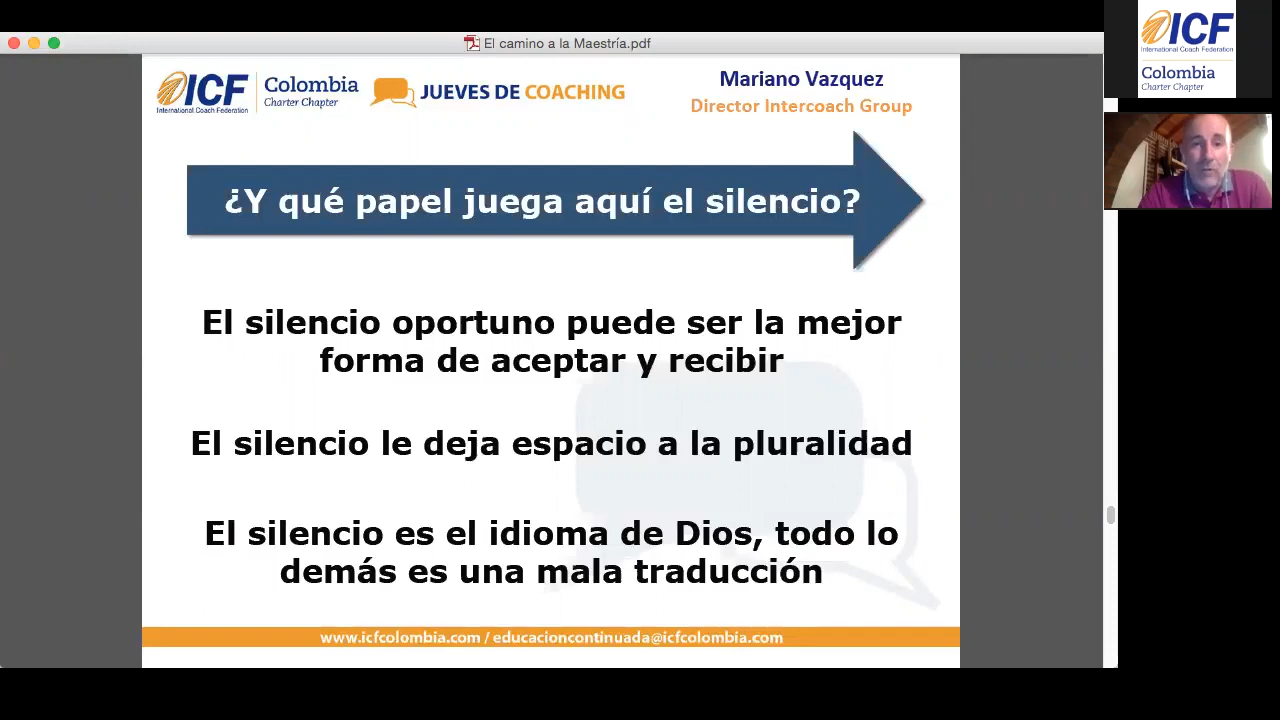 El camino a la Maestría.pdf
ICF
International Coach Federation
Colombia
Charter Chapter
JUEVES DE COACHING
Mariano Vazquez
Director Intercoach Group
ICF
International Coach Federation
Colombia
Charter Chapter
¿Y qué papel juega aquí el silencio?
El silencio oportuno puede ser la mejor
forma de aceptar y recibir
El silencio le deja espacio a la pluralidad
El silencio es el idioma de Dios, todo lo
demás es una mala traducción
www.icfcolombia.com / educacioncontinuada@icfcolombia.com